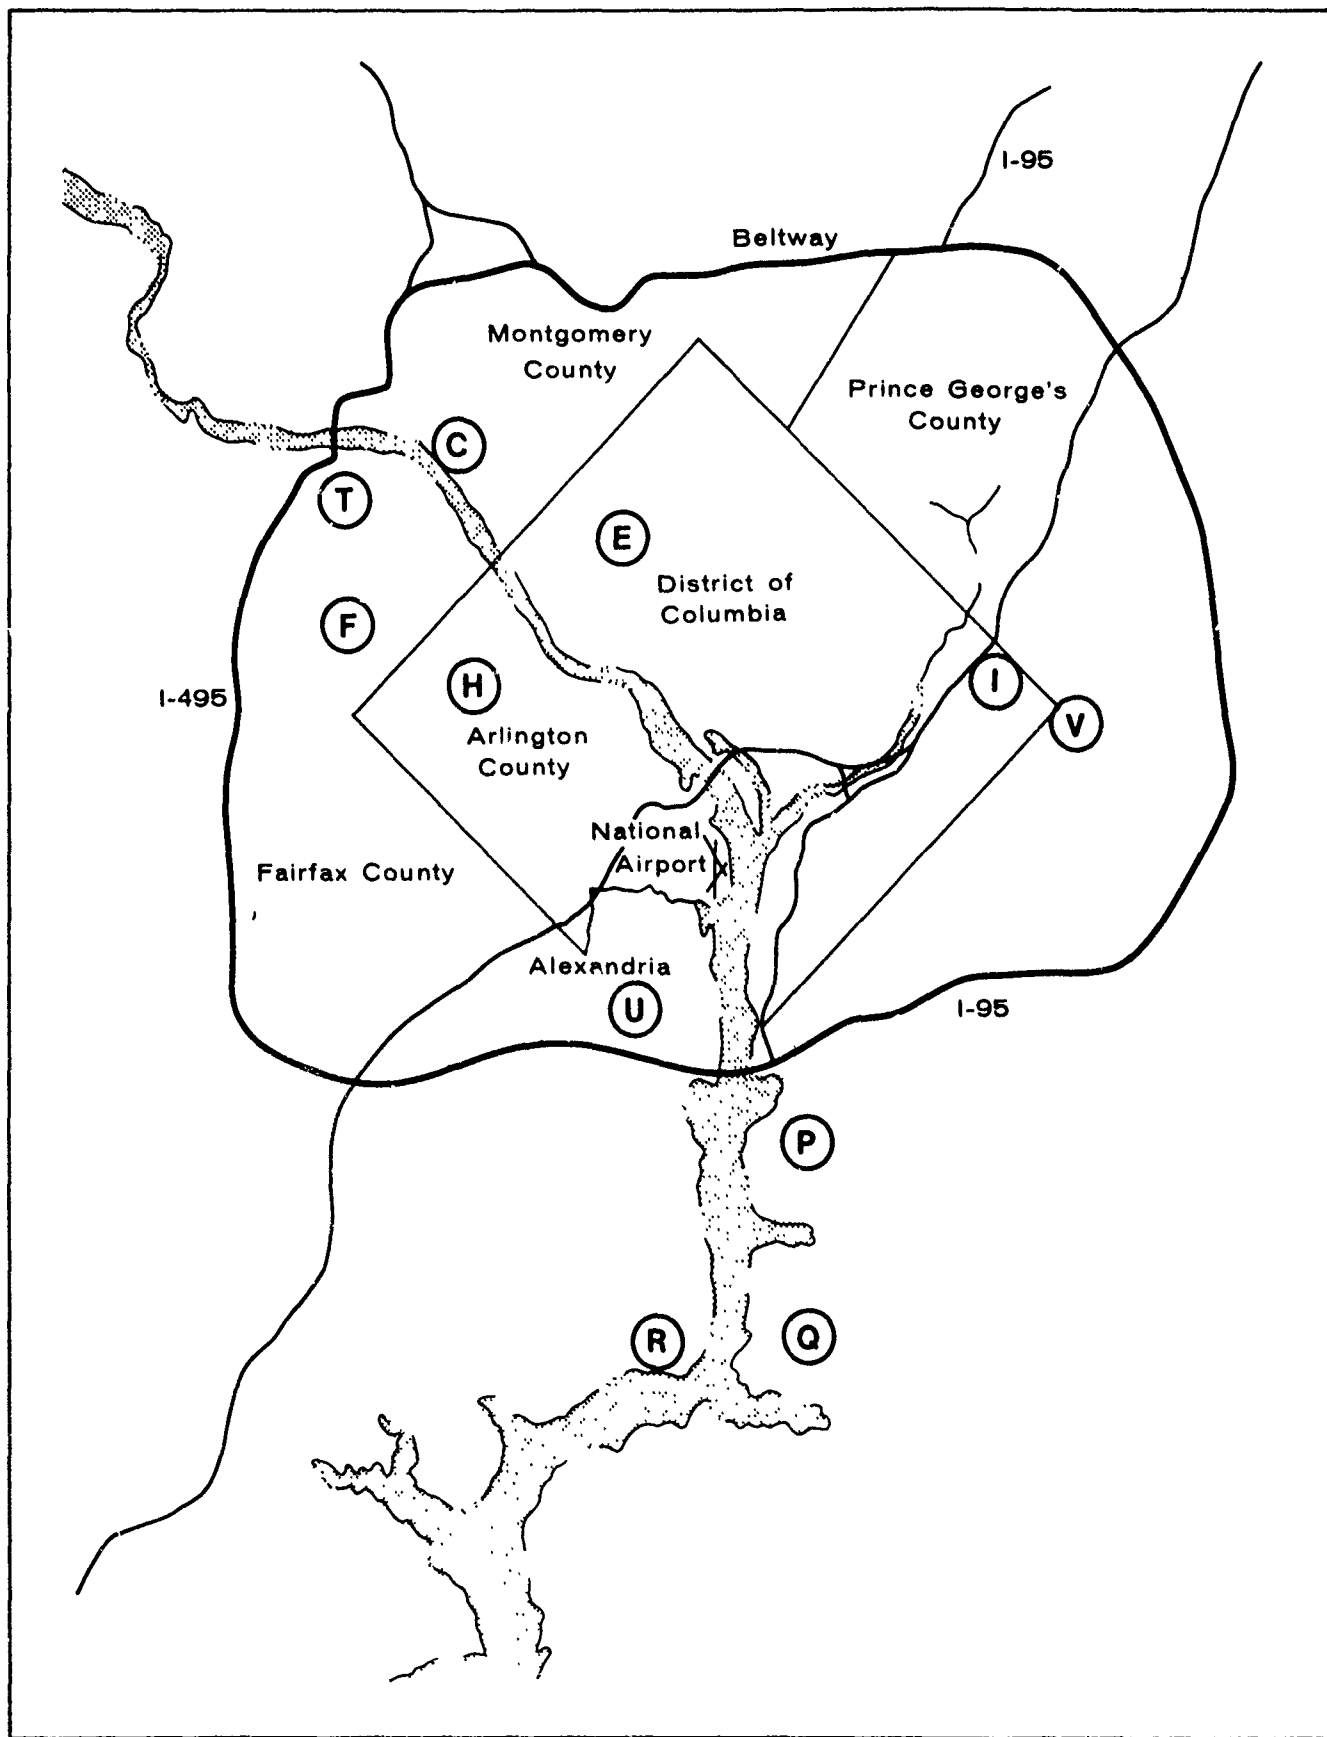 I-95
Beltway
Montgomery
County
Prince George's
County
C
T
E
District of
Columbia
F
H
I
I-495
V
Arlington
County
National
Airport
Fairfax County
Alexandria
U
I-95
P
R
Q